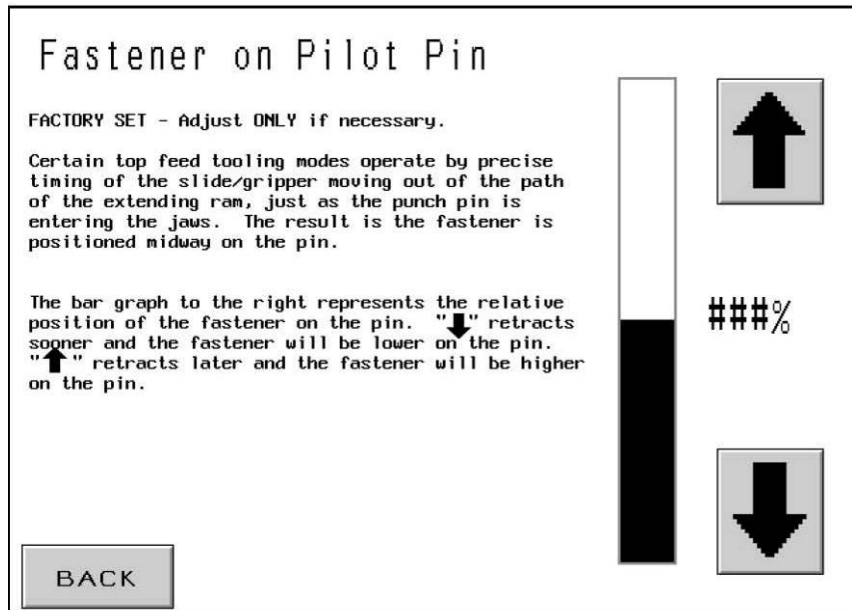 Fastener on Pilot Pin
FACTORY SET - Adjust ONLY if necessary.
Certain top feed tooling modes operate by precise
timing of the slide/gripper moving out of the path
of the extending ram, just as the punch pin is
entering the jaws.  The result is the fastener is
positioned midway on the pin.
The bar graph to the right represents the relative
position of the fastener on the pin.  "⬇" retracts
sooner and the fastener will be lower on the pin.
"⬆" retracts later and the fastener will be higher
on the pin.
###%
BACK